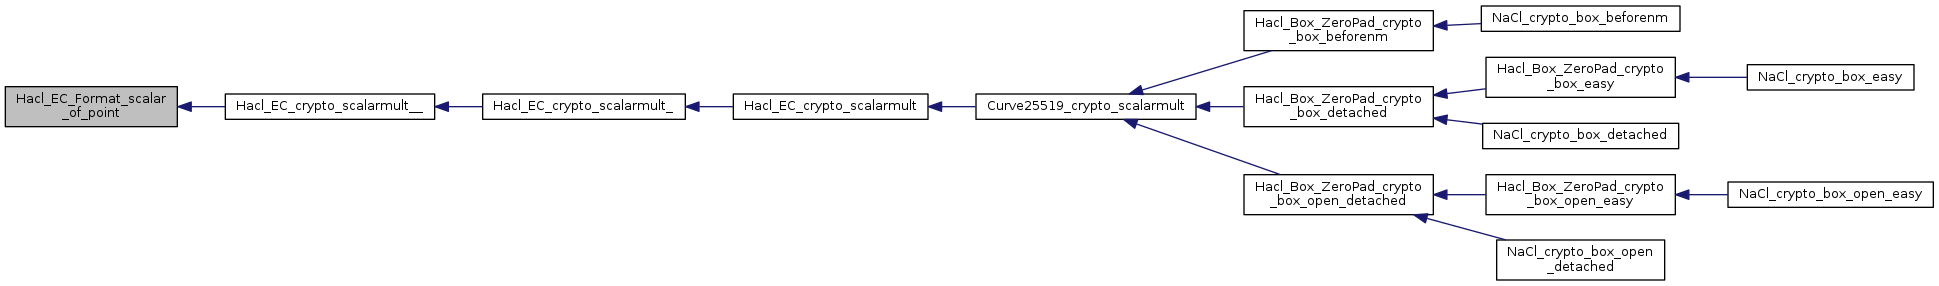 Hacl_EC_Format_scalar
_of_point
Hacl_EC_crypto_scalarmult__
Hacl_EC_crypto_scalarmult_
Hacl_EC_crypto_scalarmult
Curve25519_crypto_scalarmult
Hacl_Box_ZeroPad_crypto
_box_beforenm
NaCl_crypto_box_beforenm
Hacl_Box_ZeroPad_crypto
_box_detached
Hacl_Box_ZeroPad_crypto
_box_easy
NaCl_crypto_box_easy
NaCl_crypto_box_detached
Hacl_Box_ZeroPad_crypto
_box_open_detached
Hacl_Box_ZeroPad_crypto
_box_open_easy
NaCl_crypto_box_open_easy
NaCl_crypto_box_open
_detached